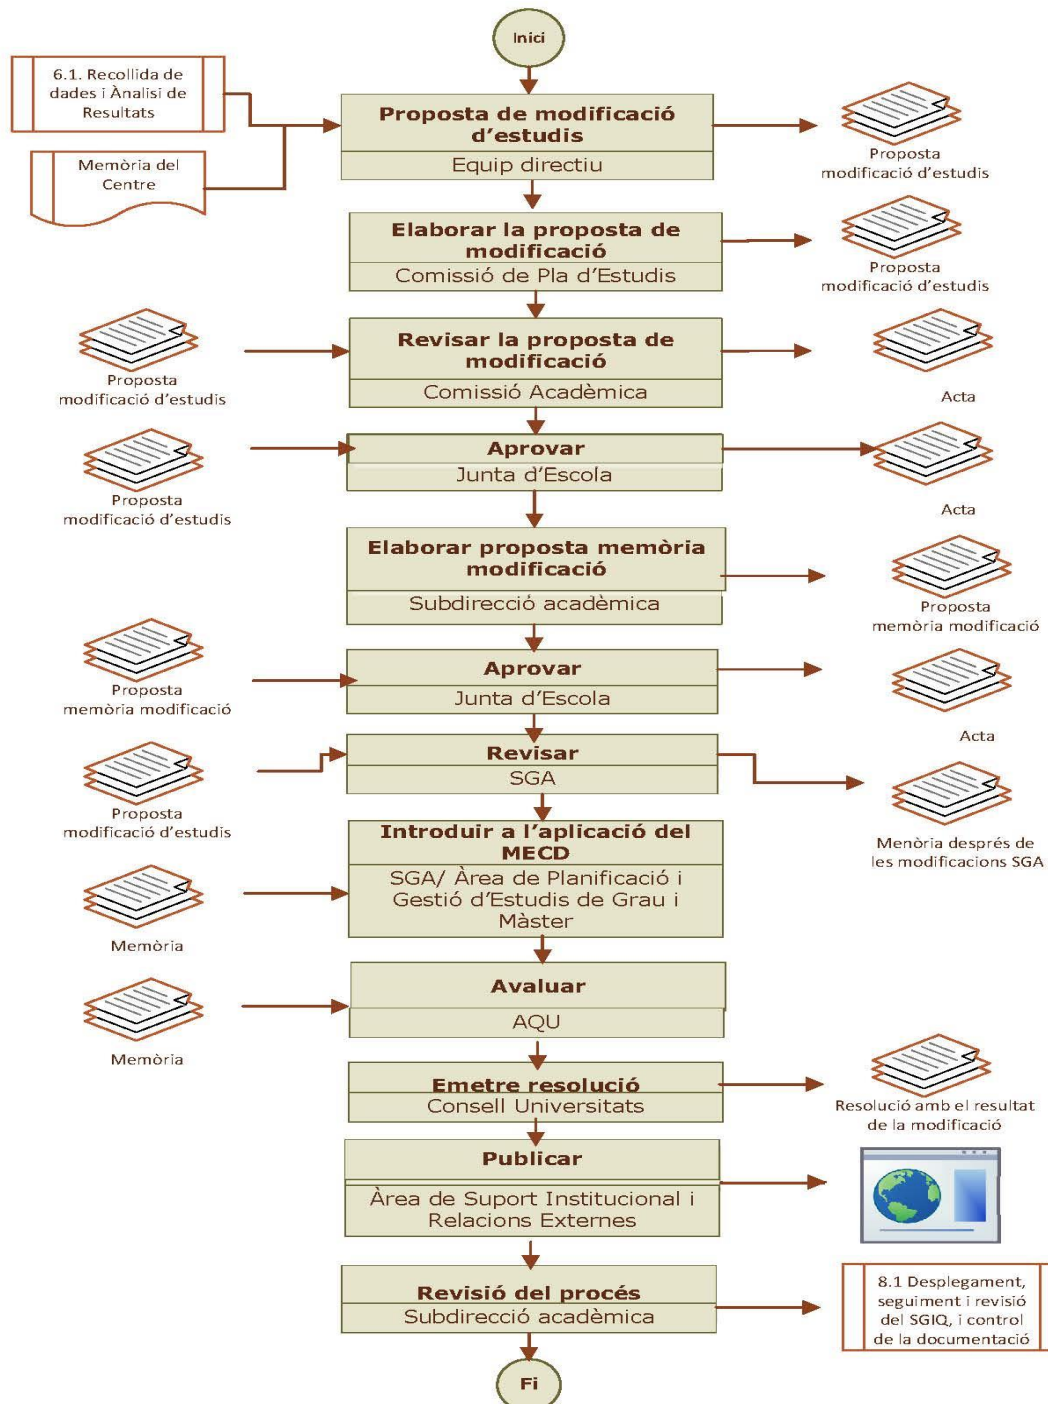 Inici
6.1. Recollida de
dades i Ànalisi de
Resultats
Memòria del
Centre
Proposta de modificació
d'estudis
Equip directiu
Proposta
modificació d'estudis
Elaborar la proposta de
modificació
Comissió de Pla d'Estudis
Proposta
modificació d'estudis
Proposta
modificació d'estudis
Revisar la proposta de
modificació
Comissió Acadèmica
Acta
Proposta
modificació d'estudis
Aprovar
Junta d'Escola
Acta
Elaborar proposta memòria
modificació
Subdirecció acadèmica
Proposta
memòria modificació
Proposta
memòria modificació
Aprovar
Junta d'Escola
Acta
Proposta
modificació d'estudis
Revisar
SGA
Menòria després de
les modificacions SGA
Memòria
Introduir a l'aplicació del
MECD
SGA/ Àrea de Planificació i
Gestió d'Estudis de Grau i
Màster
Memòria
Avaluar
AQU
Emetre resolució
Consell Universitats
Resolució amb el resultat
de la modificació
Publicar
Àrea de Suport Institucional i
Relacions Externes
Revisió del procés
Subdirecció acadèmica
8.1 Desplegament,
seguiment i revisió
del SGIQ, i control
de la documentació
Fi